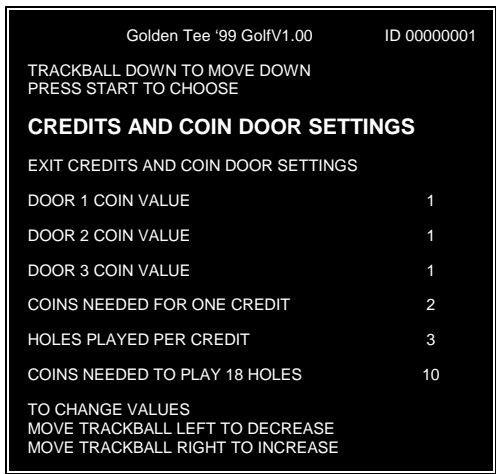 Golden Tee '99 GolfV1.00 ID 00000001
TRACKBALL DOWN TO MOVE DOWN
PRESS START TO CHOOSE
CREDITS AND COIN DOOR SETTINGS
EXIT CREDITS AND COIN DOOR SETTINGS
DOOR 1 COIN VALUE 1
DOOR 2 COIN VALUE 1
DOOR 3 COIN VALUE 1
COINS NEEDED FOR ONE CREDIT 2
HOLES PLAYED PER CREDIT 3
COINS NEEDED TO PLAY 18 HOLES 10
TO CHANGE VALUES
MOVE TRACKBALL LEFT TO DECREASE
MOVE TRACKBALL RIGHT TO INCREASE